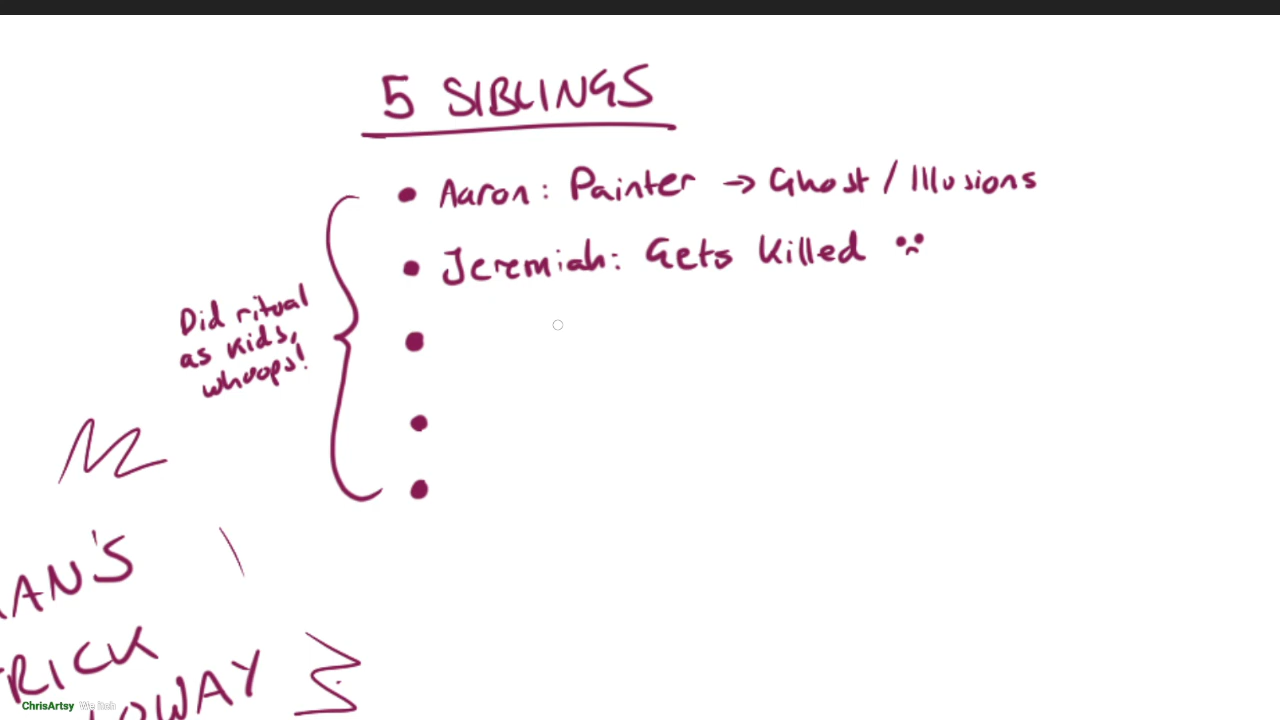 5 SIBLINGS
• Aaron: Painter → Ghost / Illusions
• Jeremiah: Gets Killed :(
Did ritual
as kids,
whoops!
•
•
•
AN'S
RICK
OWAY
ChrisArtsy